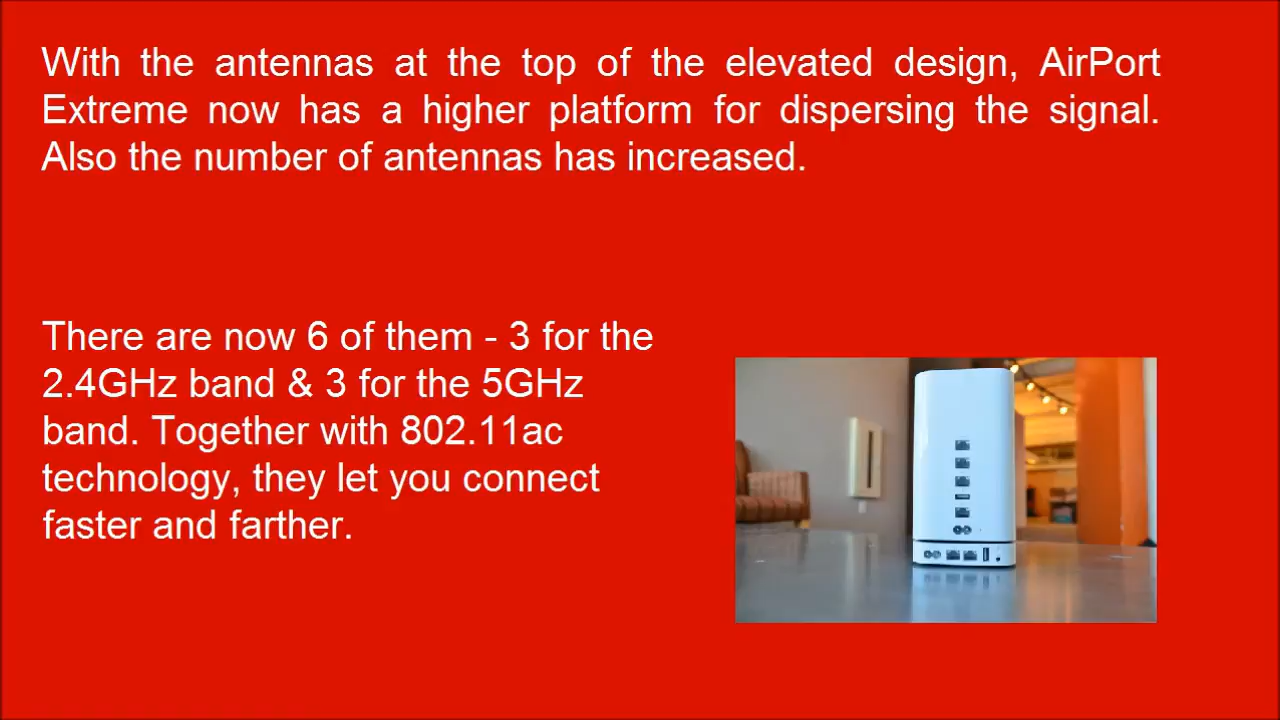 With the antennas at the top of the elevated design, AirPort
Extreme now has a higher platform for dispersing the signal.
Also the number of antennas has increased.
There are now 6 of them - 3 for the
2.4GHz band & 3 for the 5GHz
band. Together with 802.11ac
technology, they let you connect
faster and farther.